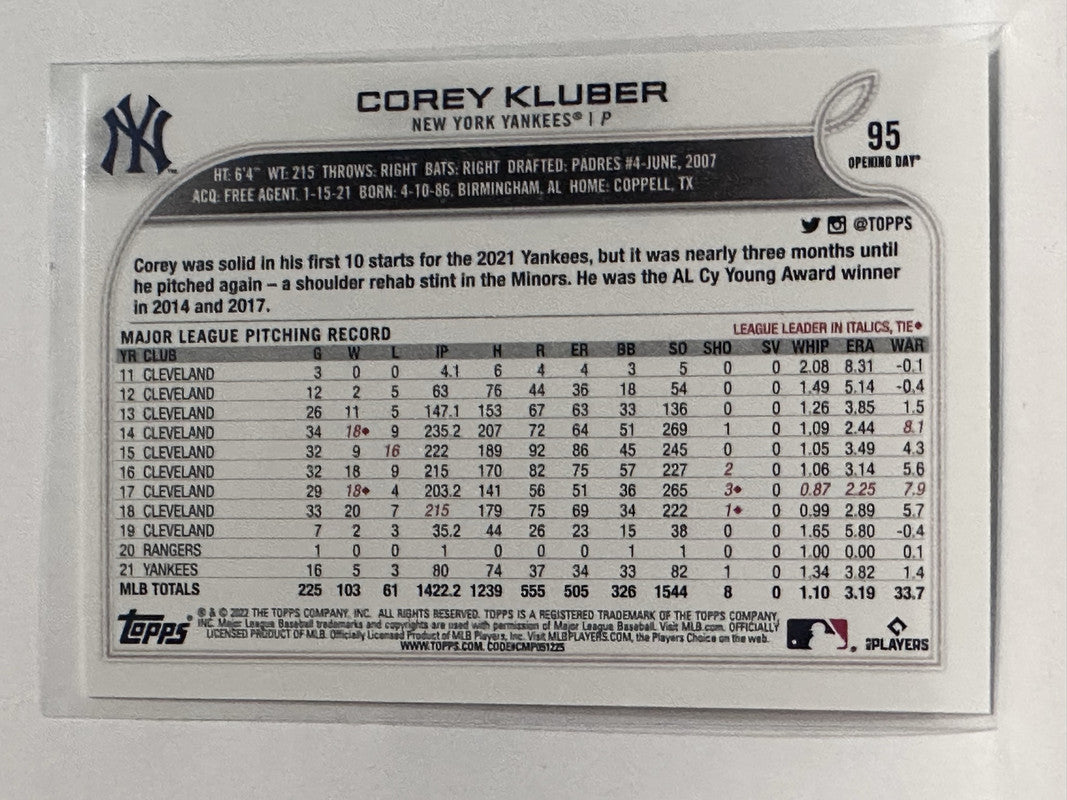 COREY KLUBER
NEW YORK YANKEES® | P
95
OPENING DAY®
HT: 6'4" WT: 215 THROWS: RIGHT BATS: RIGHT DRAFTED: PADRES #4-JUNE, 2007
ACQ: FREE AGENT, 1-15-21 BORN: 4-10-86, BIRMINGHAM, AL HOME: COPPELL, TX
@TOPPS
Corey was solid in his first 10 starts for the 2021 Yankees, but it was nearly three months until
he pitched again – a shoulder rehab stint in the Minors. He was the AL Cy Young Award winner
in 2014 and 2017.
MAJOR LEAGUE PITCHING RECORD LEAGUE LEADER IN ITALICS, TIE♦
YR CLUB G W L IP H R ER BB SO SHO SV WHIP ERA WAR
11 CLEVELAND 3 0 0 4.1 6 4 4 3 5 0 0 2.08 8.31 -0.1
12 CLEVELAND 12 2 5 63 76 44 36 18 54 0 0 1.49 5.14 -0.4
13 CLEVELAND 26 11 5 147.1 153 67 63 33 136 0 0 1.26 3.85 1.5
14 CLEVELAND 34 18♦ 9 235.2 207 72 64 51 269 1 0 1.09 2.44 8.1
15 CLEVELAND 32 9 16 222 189 92 86 45 245 0 0 1.05 3.49 4.3
16 CLEVELAND 32 18 9 215 170 82 75 57 227 2 0 1.06 3.14 5.6
17 CLEVELAND 29 18♦ 4 203.2 141 56 51 36 265 3♦ 0 0.87 2.25 7.9
18 CLEVELAND 33 20 7 215 179 75 69 34 222 1♦ 0 0.99 2.89 5.7
19 CLEVELAND 7 2 3 35.2 44 26 23 15 38 0 0 1.65 5.80 -0.4
20 RANGERS 1 0 0 1 0 0 0 1 1 0 0 1.00 0.00 0.1
21 YANKEES 16 5 3 80 74 37 34 33 82 1 0 1.34 3.82 1.4
MLB TOTALS 225 103 61 1422.2 1239 555 505 326 1544 8 0 1.10 3.19 33.7
Topps®
® & © 2022 THE TOPPS COMPANY, INC. ALL RIGHTS RESERVED. TOPPS IS A REGISTERED TRADEMARK OF THE TOPPS COMPANY,
INC. Major League Baseball trademarks and copyrights are used with permission of Major League Baseball. Visit MLB.com. OFFICIALLY
LICENSED PRODUCT OF MLB. Officially Licensed Product of MLB Players, Inc. Visit MLBPLAYERS.COM, the Players Choice on the web.
WWW.TOPPS.COM. CODE#CMP051225
MLBPLAYERS